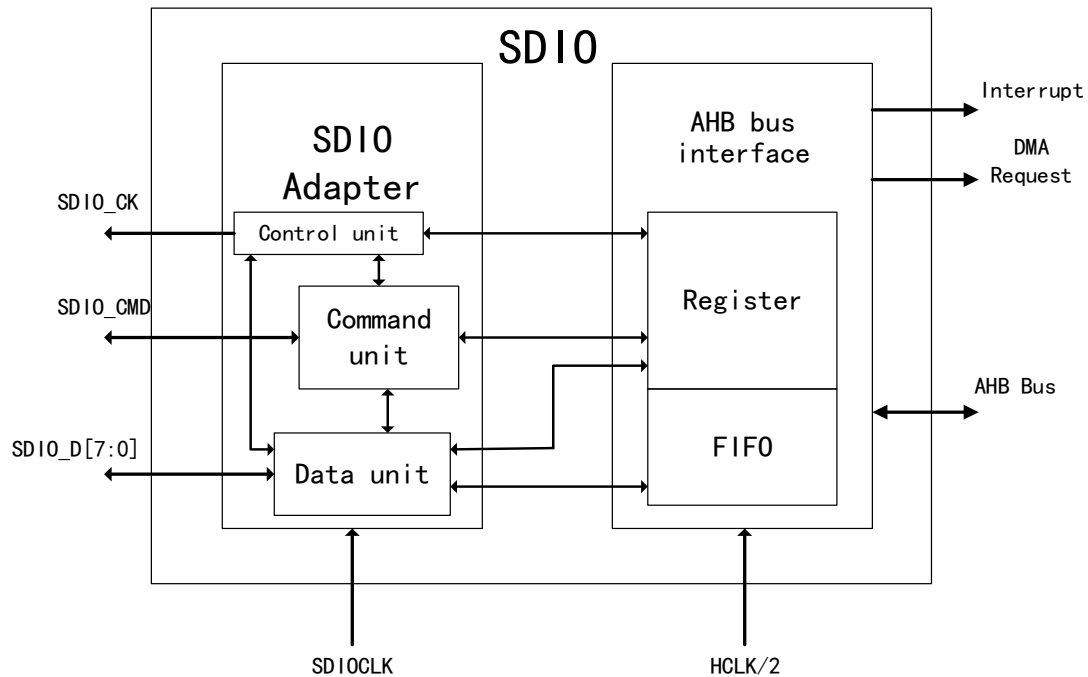 SDIO
SDIO
Adapter
AHB bus
interface
Interrupt
DMA
Request
SDIO_CK
Control unit
SDIO_CMD
Command
unit
Register
AHB Bus
SDIO_D[7:0]
Data unit
FIFO
SDIOCLK
HCLK/2